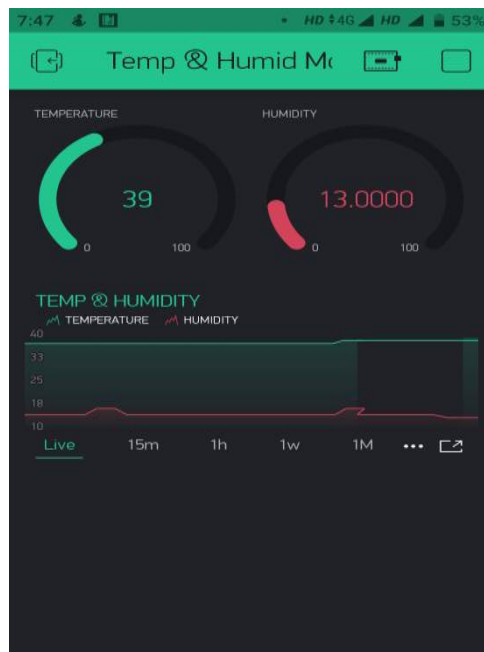 7:47 HD 4G HD 53%
Temp & Humid Mo
TEMPERATURE HUMIDITY
39 13.0000
0 100 0 100
TEMP & HUMIDITY
TEMPERATURE HUMIDITY
40
33
25
18
10
Live 15m 1h 1w 1M •••